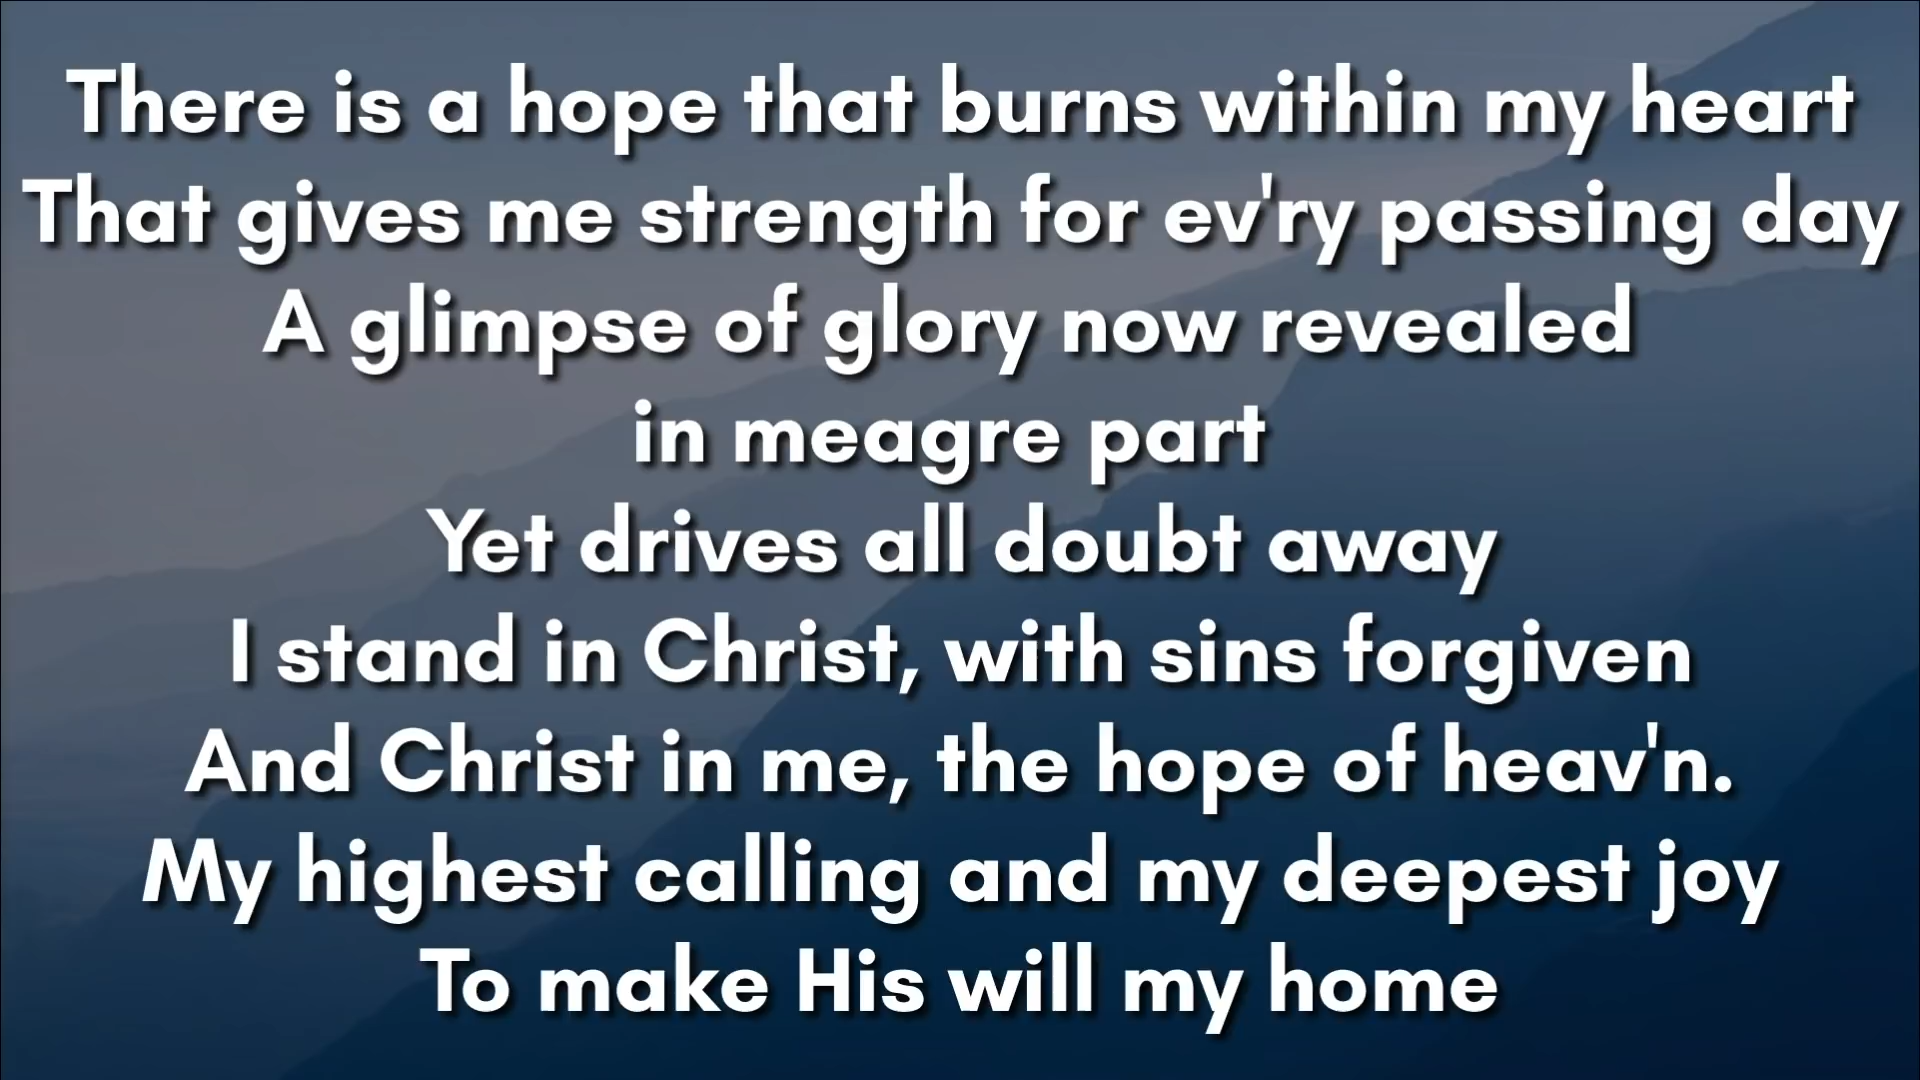 There is a hope that burns within my heart
That gives me strength for ev'ry passing day
A glimpse of glory now revealed
in meagre part
Yet drives all doubt away
I stand in Christ, with sins forgiven
And Christ in me, the hope of heav'n.
My highest calling and my deepest joy
To make His will my home